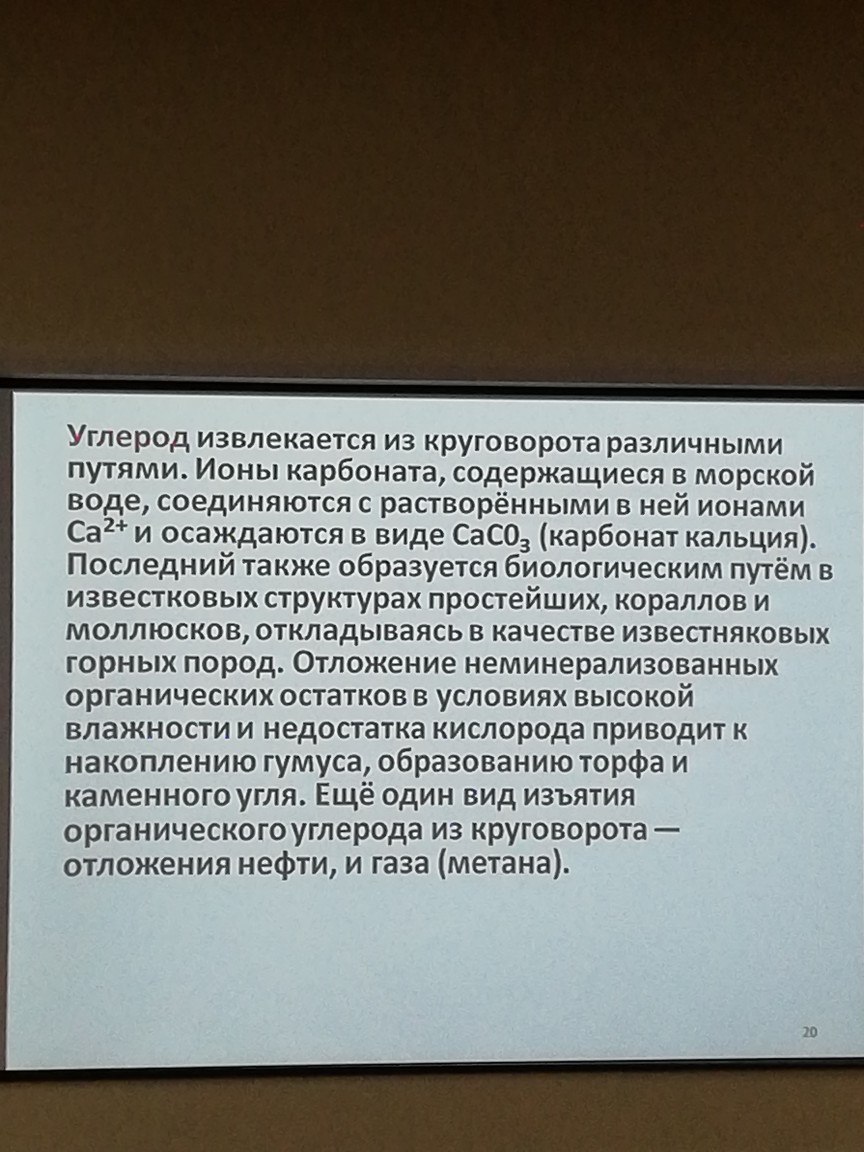 Углерод извлекается из круговорота различными
путями. Ионы карбоната, содержащиеся в морской
воде, соединяются с растворёнными в ней ионами
Ca²⁺ и осаждаются в виде CaC0₃ (карбонат кальция).
Последний также образуется биологическим путём в
известковых структурах простейших, кораллов и
моллюсков, откладываясь в качестве известняковых
горных пород. Отложение неминерализованных
органических остатков в условиях высокой
влажности и недостатка кислорода приводит к
накоплению гумуса, образованию торфа и
каменного угля. Ещё один вид изъятия
органического углерода из круговорота —
отложения нефти, и газа (метана).
20